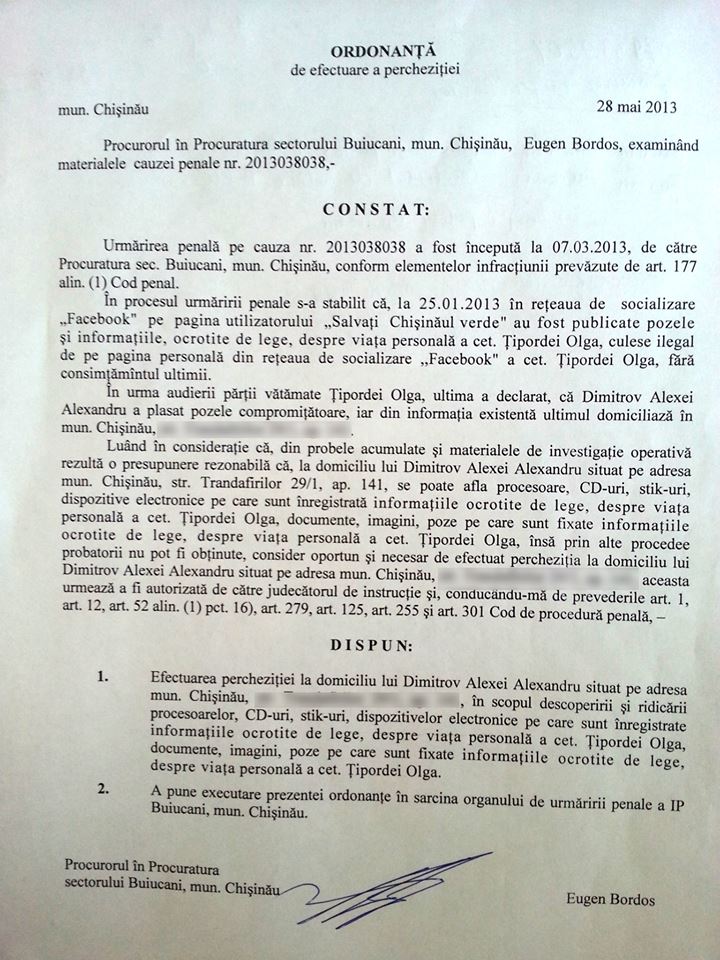 ORDONANȚĂ
de efectuare a percheziției
mun. Chișinău 28 mai 2013
Procurorul în Procuratura sectorului Buiucani, mun. Chișinău, Eugen Bordos, examinând
materialele cauzei penale nr. 2013038038,-
C O N S T A T:
Urmărirea penală pe cauza nr. 2013038038 a fost începută la 07.03.2013, de către
Procuratura sec. Buiucani, mun. Chișinău, conform elementelor infracțiunii prevăzute de art. 177
alin. (1) Cod penal.
În procesul urmăririi penale s-a stabilit că, la 25.01.2013 în rețeaua de socializare
„Facebook" pe pagina utilizatorului „Salvați Chișinăul verde" au fost publicate pozele
și informațiile, ocrotite de lege, despre viața personală a cet. Țipordei Olga, culese ilegal
de pe pagina personală din rețeaua de socializare ,,Facebook" a cet. Țipordei Olga, fără
consimțămîntul ultimii.
În urma audierii părții vătămate Țipordei Olga, ultima a declarat, că Dimitrov Alexei
Alexandru a plasat pozele compromițătoare, iar din informația existentă ultimul domiciliază în
mun. Chișinău, .
Luând în considerație că, din probele acumulate și materialele de investigație operativă
rezultă o presupunere rezonabilă că, la domiciliu lui Dimitrov Alexei Alexandru situat pe adresa
mun. Chișinău, str. Trandafirilor 29/1, ap. 141, se poate afla procesoare, CD-uri, stik-uri,
dispozitive electronice pe care sunt înregistrată informațiile ocrotite de lege, despre viața
personală a cet. Țipordei Olga, documente, imagini, poze pe care sunt fixate informațiile
ocrotite de lege, despre viața personală a cet. Țipordei Olga, însă prin alte procedee
probatorii nu pot fi obținute, consider oportun și necesar de efectuat percheziția la domiciliu lui
Dimitrov Alexei Alexandru situat pe adresa mun. Chișinău, aceasta
urmează a fi autorizată de către judecătorul de instrucție și, conducându-mă de prevederile art. 1,
art. 12, art. 52 alin. (1) pct. 16), art. 279, art. 125, art. 255 și art. 301 Cod de procedură penală, –
D I S P U N:
1. Efectuarea percheziției la domiciliu lui Dimitrov Alexei Alexandru situat pe adresa
mun. Chișinău, , în scopul descoperirii și ridicării
procesoarelor, CD-uri, stik-uri, dispozitivelor electronice pe care sunt înregistrate
informațiile ocrotite de lege, despre viața personală a cet. Țipordei Olga,
documente, imagini, poze pe care sunt fixate informațiile ocrotite de lege,
despre viața personală a cet. Țipordei Olga.
2. A pune executare prezentei ordonanțe în sarcina organului de urmăririi penale a IP
Buiucani, mun. Chișinău.
Procurorul în Procuratura
sectorului Buiucani, mun. Chișinău Eugen Bordos